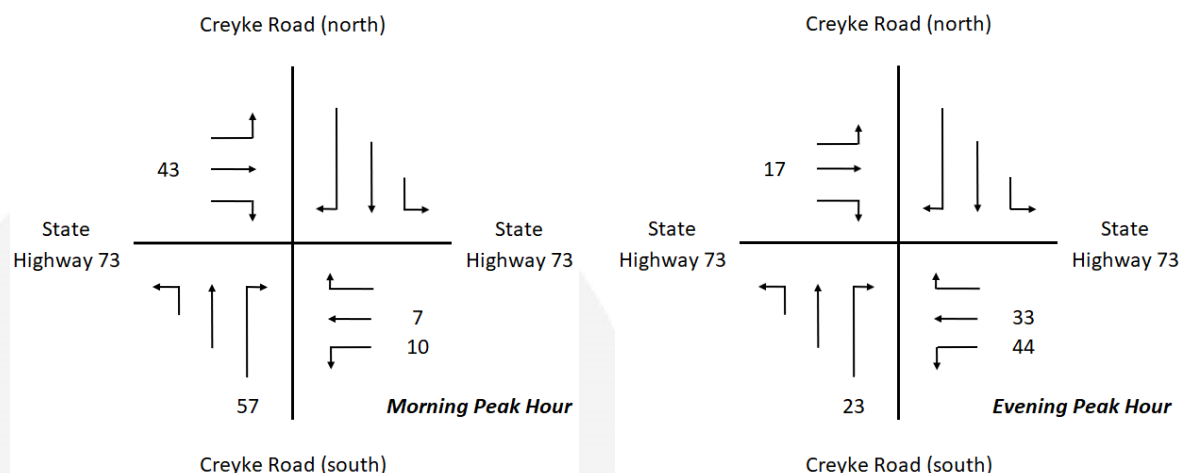 Creyke Road (north)
43
State
Highway 73
State
Highway 73
7
10
57
Morning Peak Hour
Creyke Road (south)
Creyke Road (north)
17
State
Highway 73
State
Highway 73
33
44
23
Evening Peak Hour
Creyke Road (south)